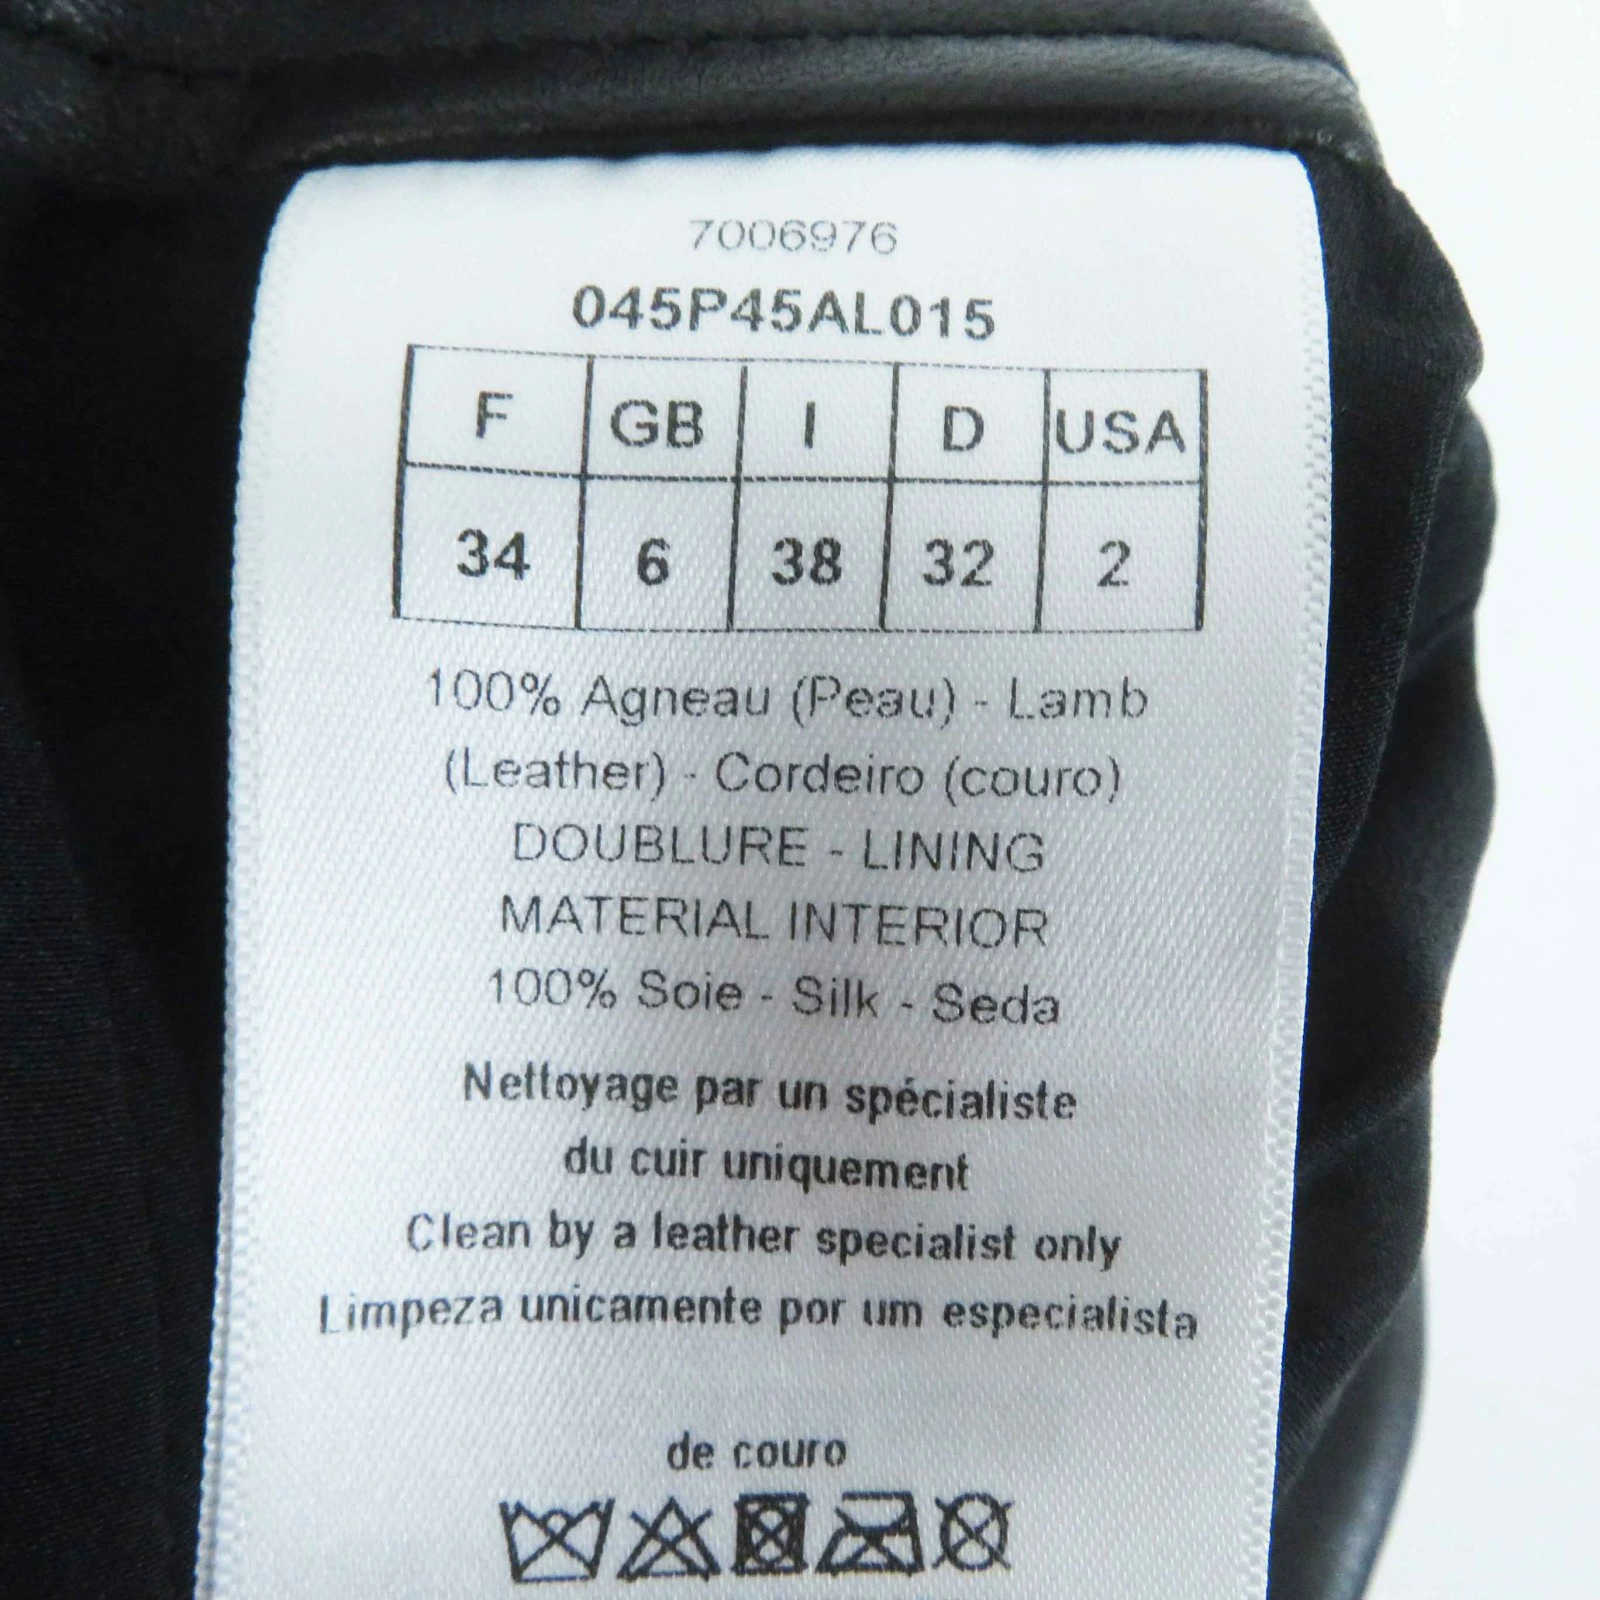 7006976
045P45AL015
F GB I D USA
34 6 38 32 2
100% Agneau (Peau) - Lamb
(Leather) - Cordeiro (couro)
DOUBLURE - LINING
MATERIAL INTERIOR
100% Soie - Silk - Seda
Nettoyage par un spécialiste
du cuir uniquement
Clean by a leather specialist only
Limpeza unicamente por um especialista
de couro